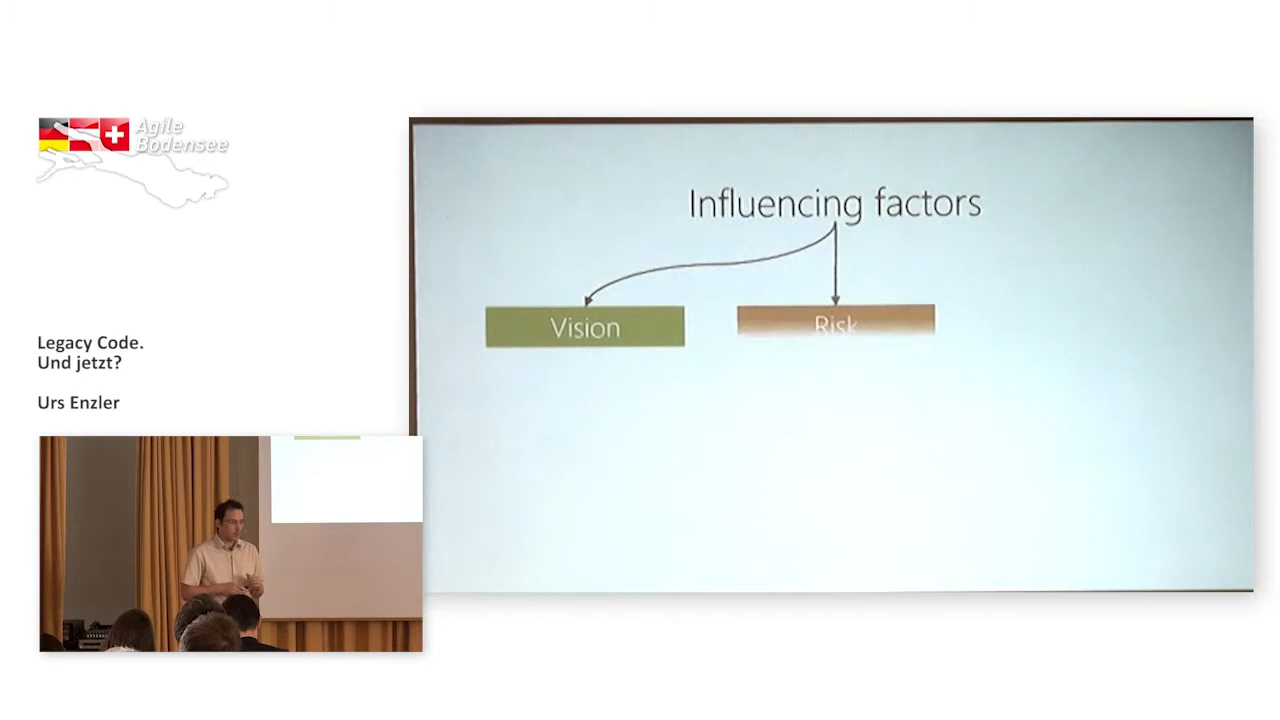 Agile
Bodensee
Influencing factors
Vision
Risk
Legacy Code.
Und jetzt?
Urs Enzler